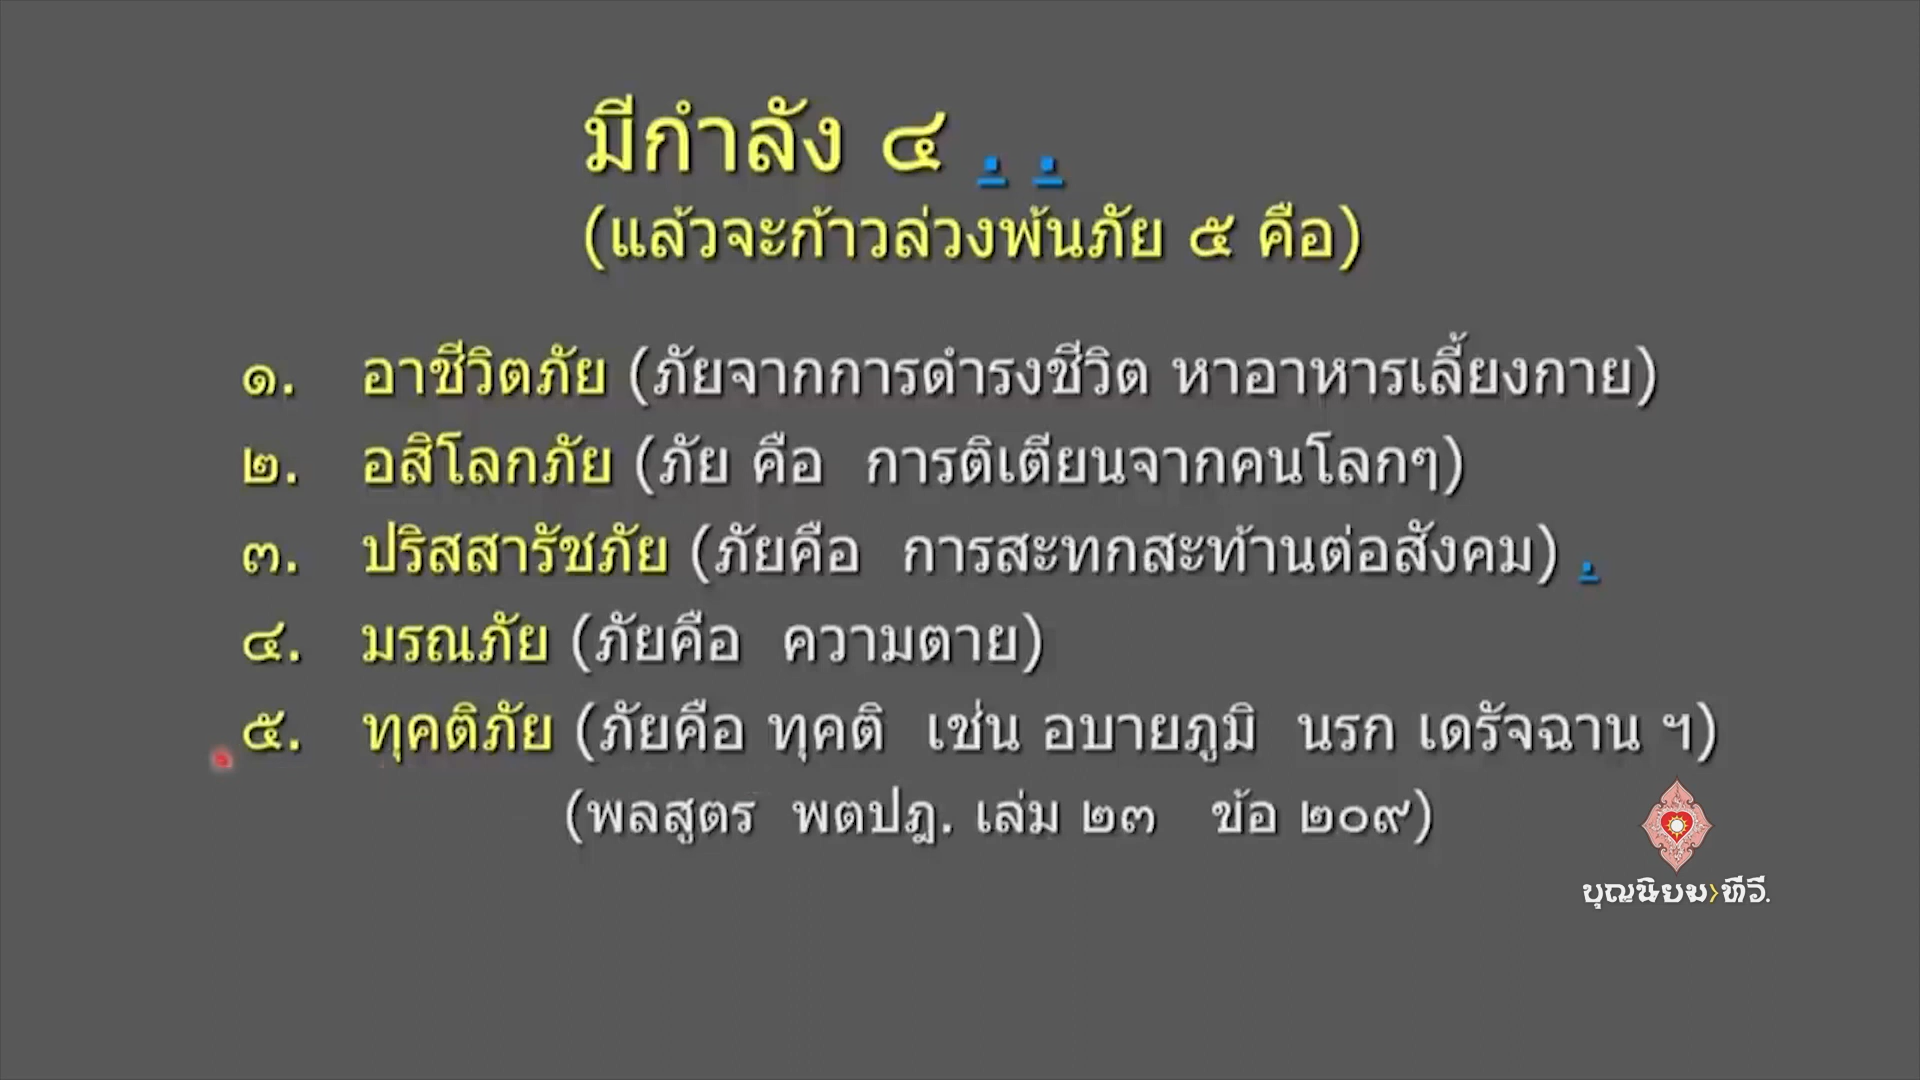 มีกำลัง ๔ . .
(แล้วจะก้าวล่วงพ้นภัย ๕ คือ)
๑. อาชีวิตภัย (ภัยจากการดำรงชีวิต หาอาหารเลี้ยงกาย)
๒. อสิโลกภัย (ภัย คือ การติเตียนจากคนโลกๆ)
๓. ปริสสารัชภัย (ภัยคือ การสะทกสะท้านต่อสังคม) .
๔. มรณภัย (ภัยคือ ความตาย)
๕. ทุคติภัย (ภัยคือ ทุคติ เช่น อบายภูมิ นรก เดรัจฉาน ฯ)
(พลสูตร พตปฎ. เล่ม ๒๓ ข้อ ๒๐๙)
บุญนิยม>ทีวี.